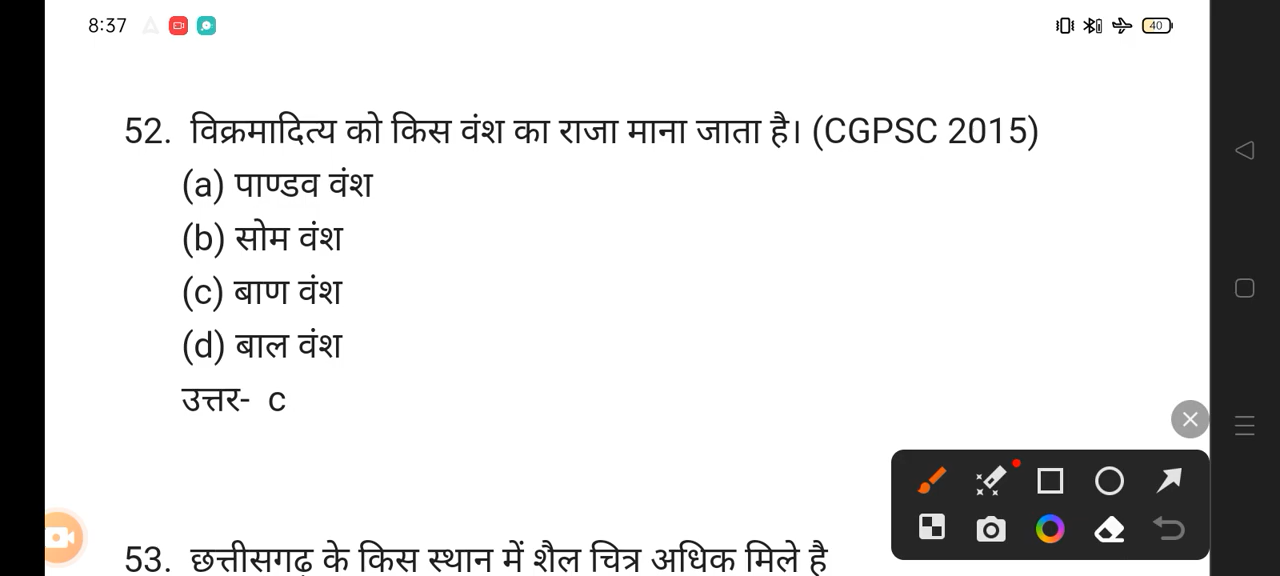 8:37
40
52. विक्रमादित्य को किस वंश का राजा माना जाता है। (CGPSC 2015)
(a) पाण्डव वंश
(b) सोम वंश
(c) बाण वंश
(d) बाल वंश
उत्तर- c
53. छत्तीसगढ़ के किस स्थान में शैल चित्र अधिक मिले है